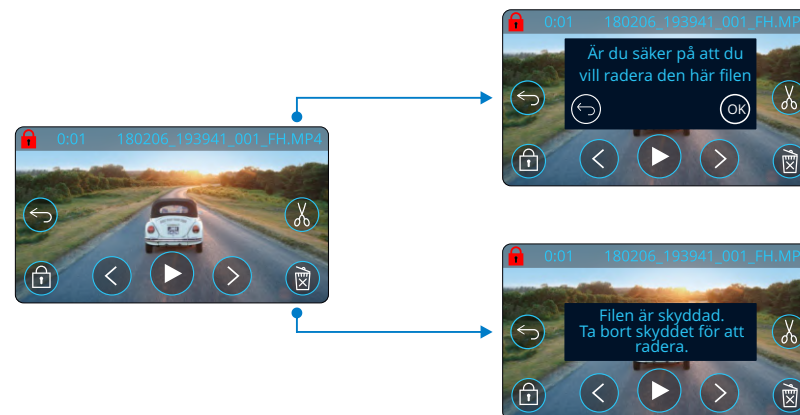 0:01 180206_193941_001_FH.MP4
0:01 180206_193941_001_FH.MP
Är du säker på att du
vill radera den här filen
OK
0:01 180206_193941_001_FH.MP
Filen är skyddad.
Ta bort skyddet för att
radera.